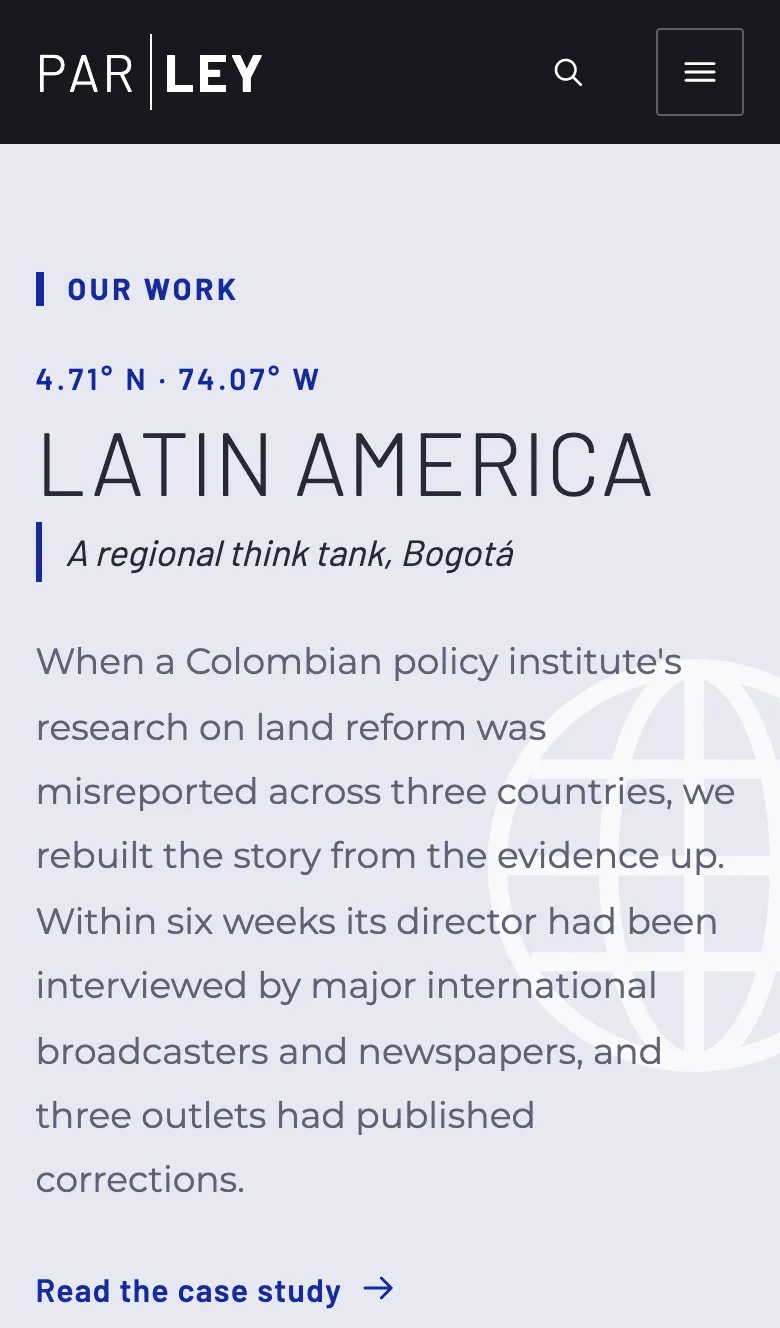 PAR|LEY
OUR WORK
4.71° N · 74.07° W
LATIN AMERICA
A regional think tank, Bogotá
When a Colombian policy institute's
research on land reform was
misreported across three countries, we
rebuilt the story from the evidence up.
Within six weeks its director had been
interviewed by major international
broadcasters and newspapers, and
three outlets had published
corrections.
Read the case study →